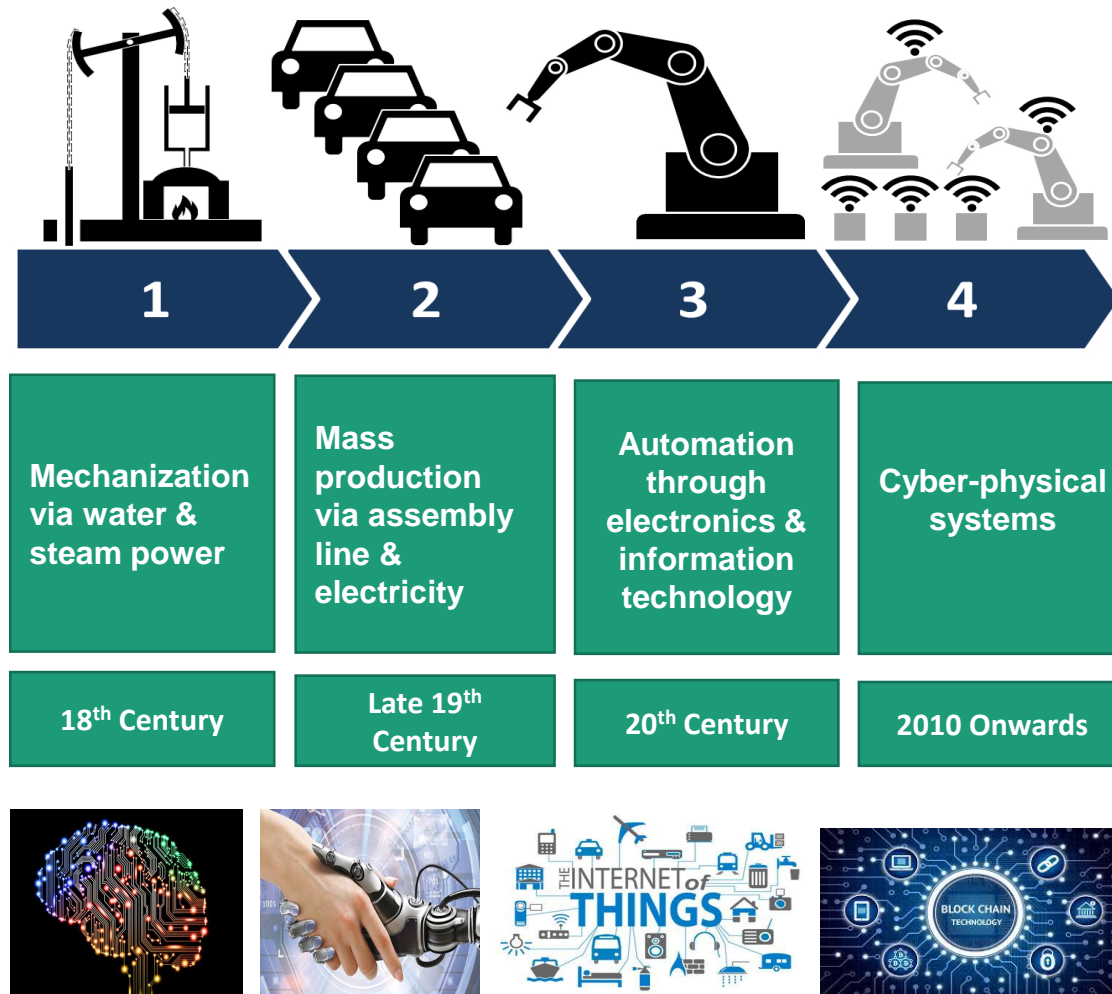 1
2
3
4
Mechanization
via water &
steam power
Mass
production
via assembly
line &
electricity
Automation
through
electronics &
information
technology
Cyber-physical
systems
18th Century
Late 19th
Century
20th Century
2010 Onwards
THE
INTERNET of
THINGS
BLOCK CHAIN
TECHNOLOGY